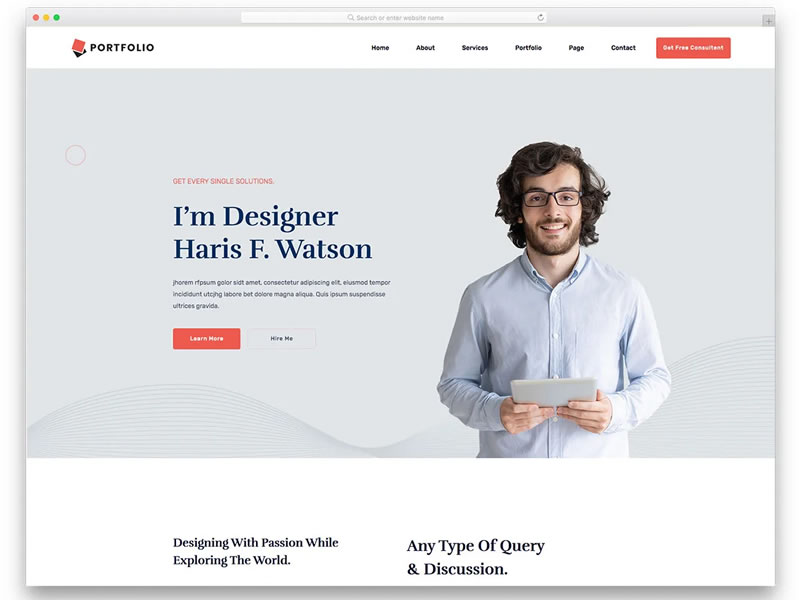 Search or enter website name
PORTFOLIO
Home
About
Services
Portfolio
Page
Contact
Get Free Consultent
GET EVERY SINGLE SOLUTIONS.
I'm Designer
Haris F. Watson
Jhorem rfpsum golor sidt amet, consectetur adipiscing elit, eiusmod tempor
incididunt utcjhg labore bet dolore magna aliqua. Quis ipsum suspendisse
ultrices gravida.
Learn More
Hire Me
Designing With Passion While
Exploring The World.
Any Type Of Query
& Discussion.